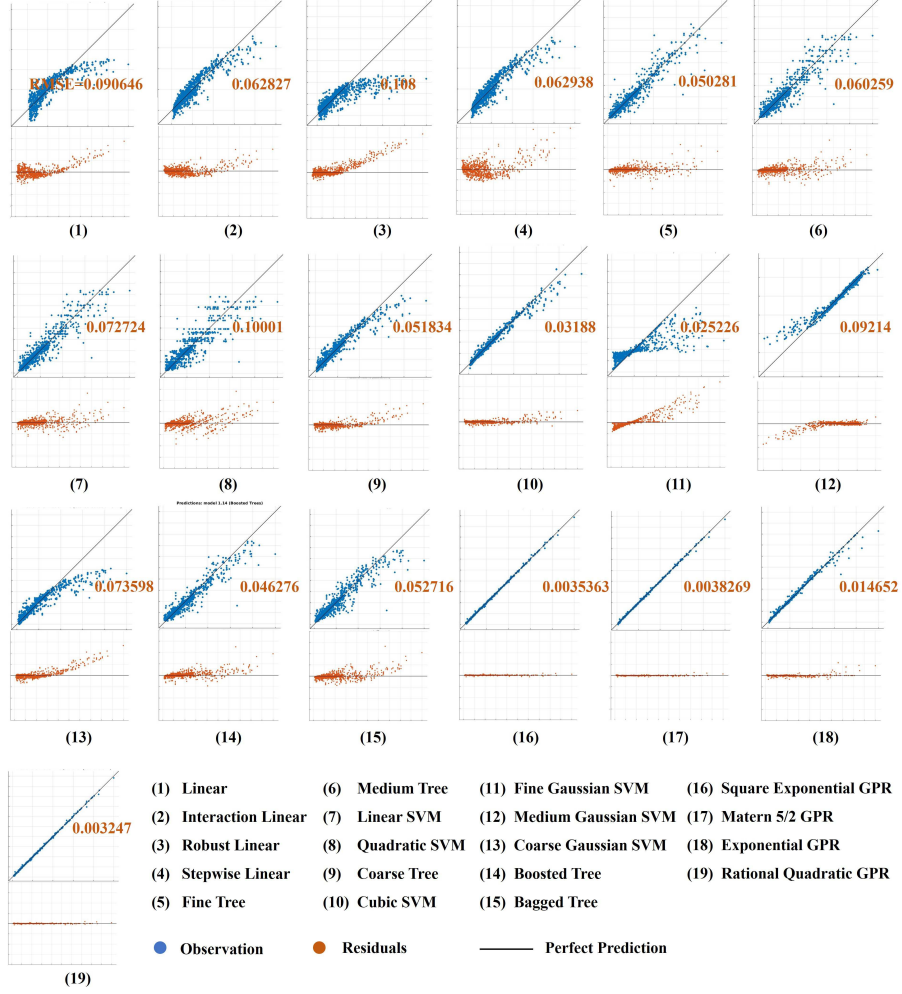 RMSE=0.090646 0.062827 0.108 0.062938 0.050281 0.060259
(1) (2) (3) (4) (5) (6)
0.072724 0.10001 0.051834 0.03188 0.025226 0.09214
(7) (8) (9) (10) (11) (12)
Predictions: model 1.14 (Boosted Trees)
0.073598 0.046276 0.052716 0.0035363 0.0038269 0.014652
(13) (14) (15) (16) (17) (18)
0.003247
(19)
(1) Linear (6) Medium Tree (11) Fine Gaussian SVM (16) Square Exponential GPR
(2) Interaction Linear (7) Linear SVM (12) Medium Gaussian SVM (17) Matern 5/2 GPR
(3) Robust Linear (8) Quadratic SVM (13) Coarse Gaussian SVM (18) Exponential GPR
(4) Stepwise Linear (9) Coarse Tree (14) Boosted Tree (19) Rational Quadratic GPR
(5) Fine Tree (10) Cubic SVM (15) Bagged Tree
Observation Residuals Perfect Prediction